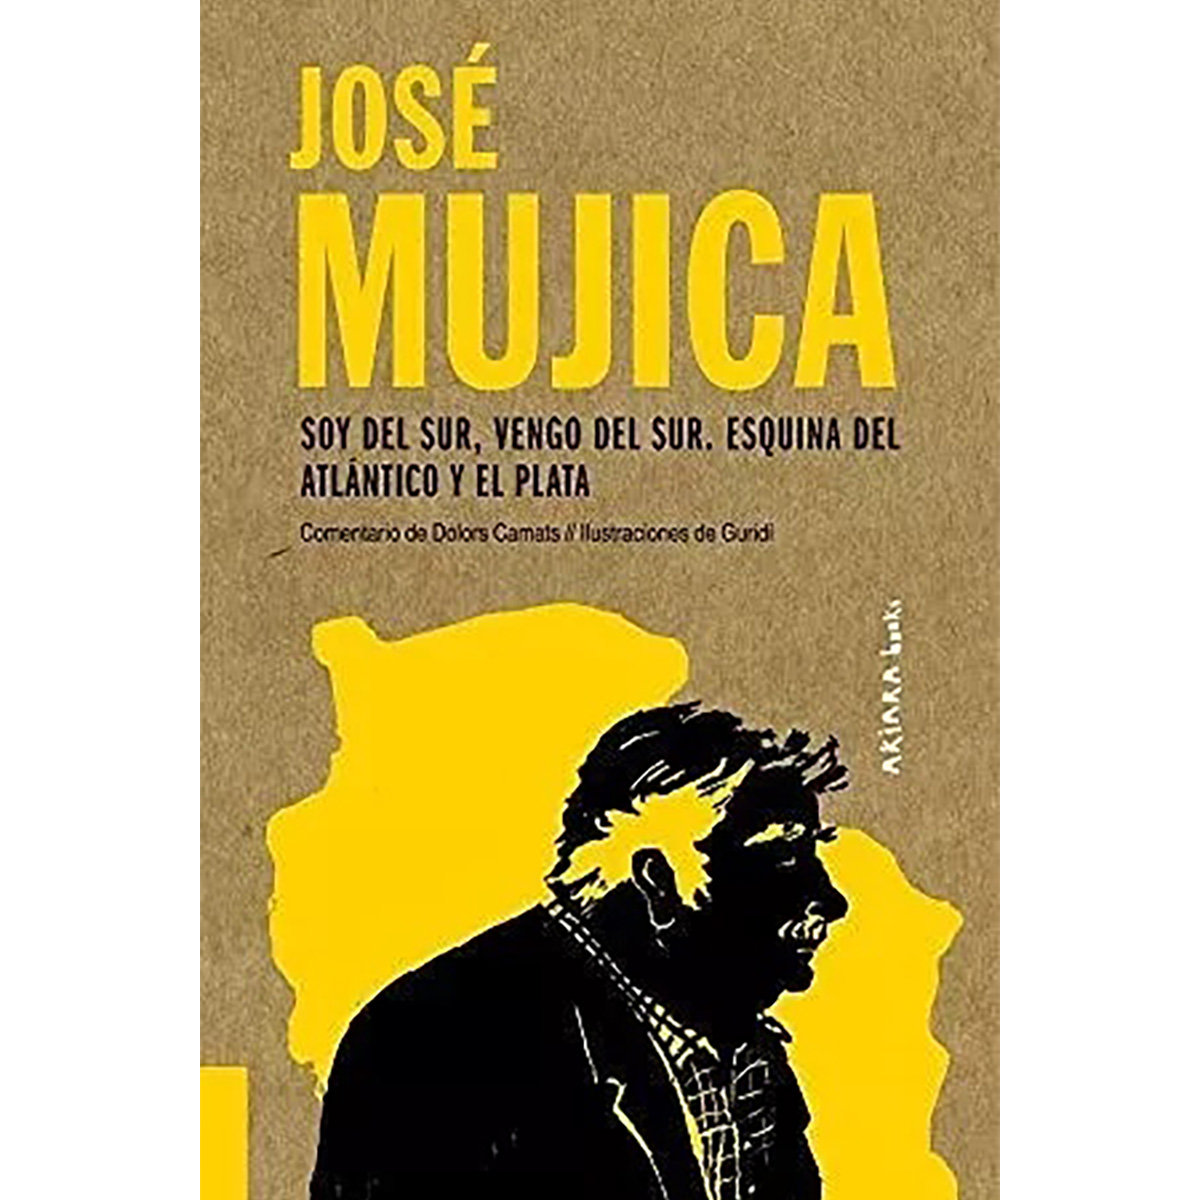 JOSÉ
MUJICA
SOY DEL SUR, VENGO DEL SUR. ESQUINA DEL
ATLÁNTICO Y EL PLATA
Comentario de Dolors Camats // Ilustraciones de Guridi
AKIARA books